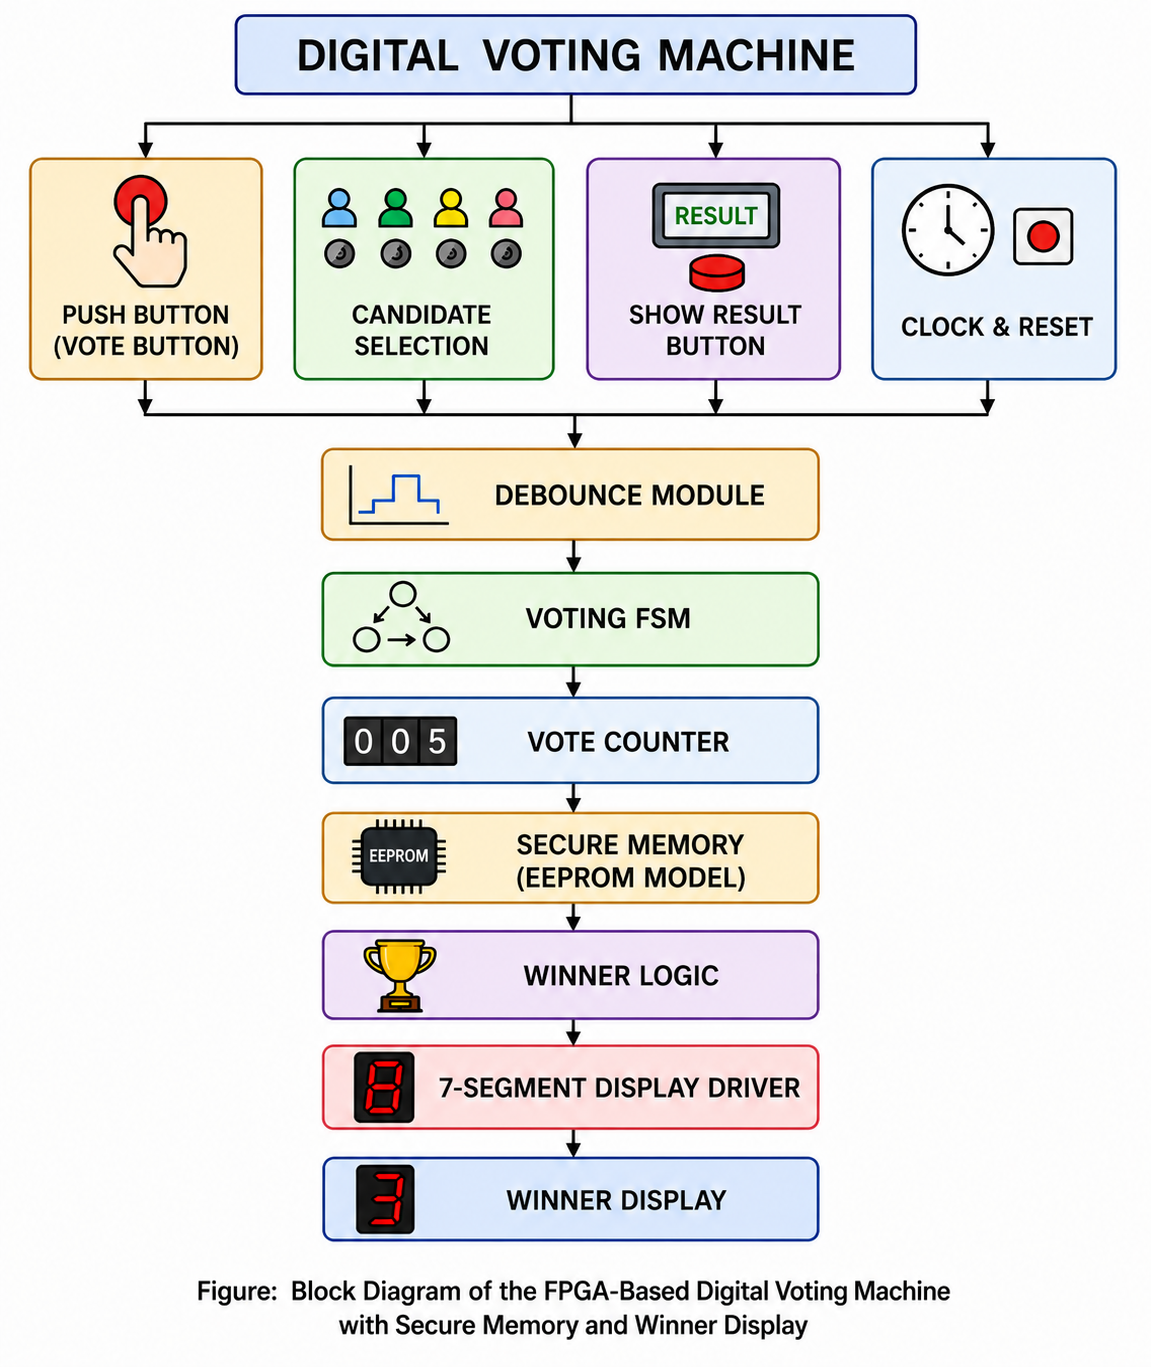 DIGITAL VOTING MACHINE
PUSH BUTTON
(VOTE BUTTON)
CANDIDATE
SELECTION
RESULT
SHOW RESULT
BUTTON
CLOCK & RESET
DEBOUNCE MODULE
VOTING FSM
0 0 5
VOTE COUNTER
EEPROM
SECURE MEMORY
(EEPROM MODEL)
WINNER LOGIC
8
7-SEGMENT DISPLAY DRIVER
3
WINNER DISPLAY
Figure: Block Diagram of the FPGA-Based Digital Voting Machine
with Secure Memory and Winner Display